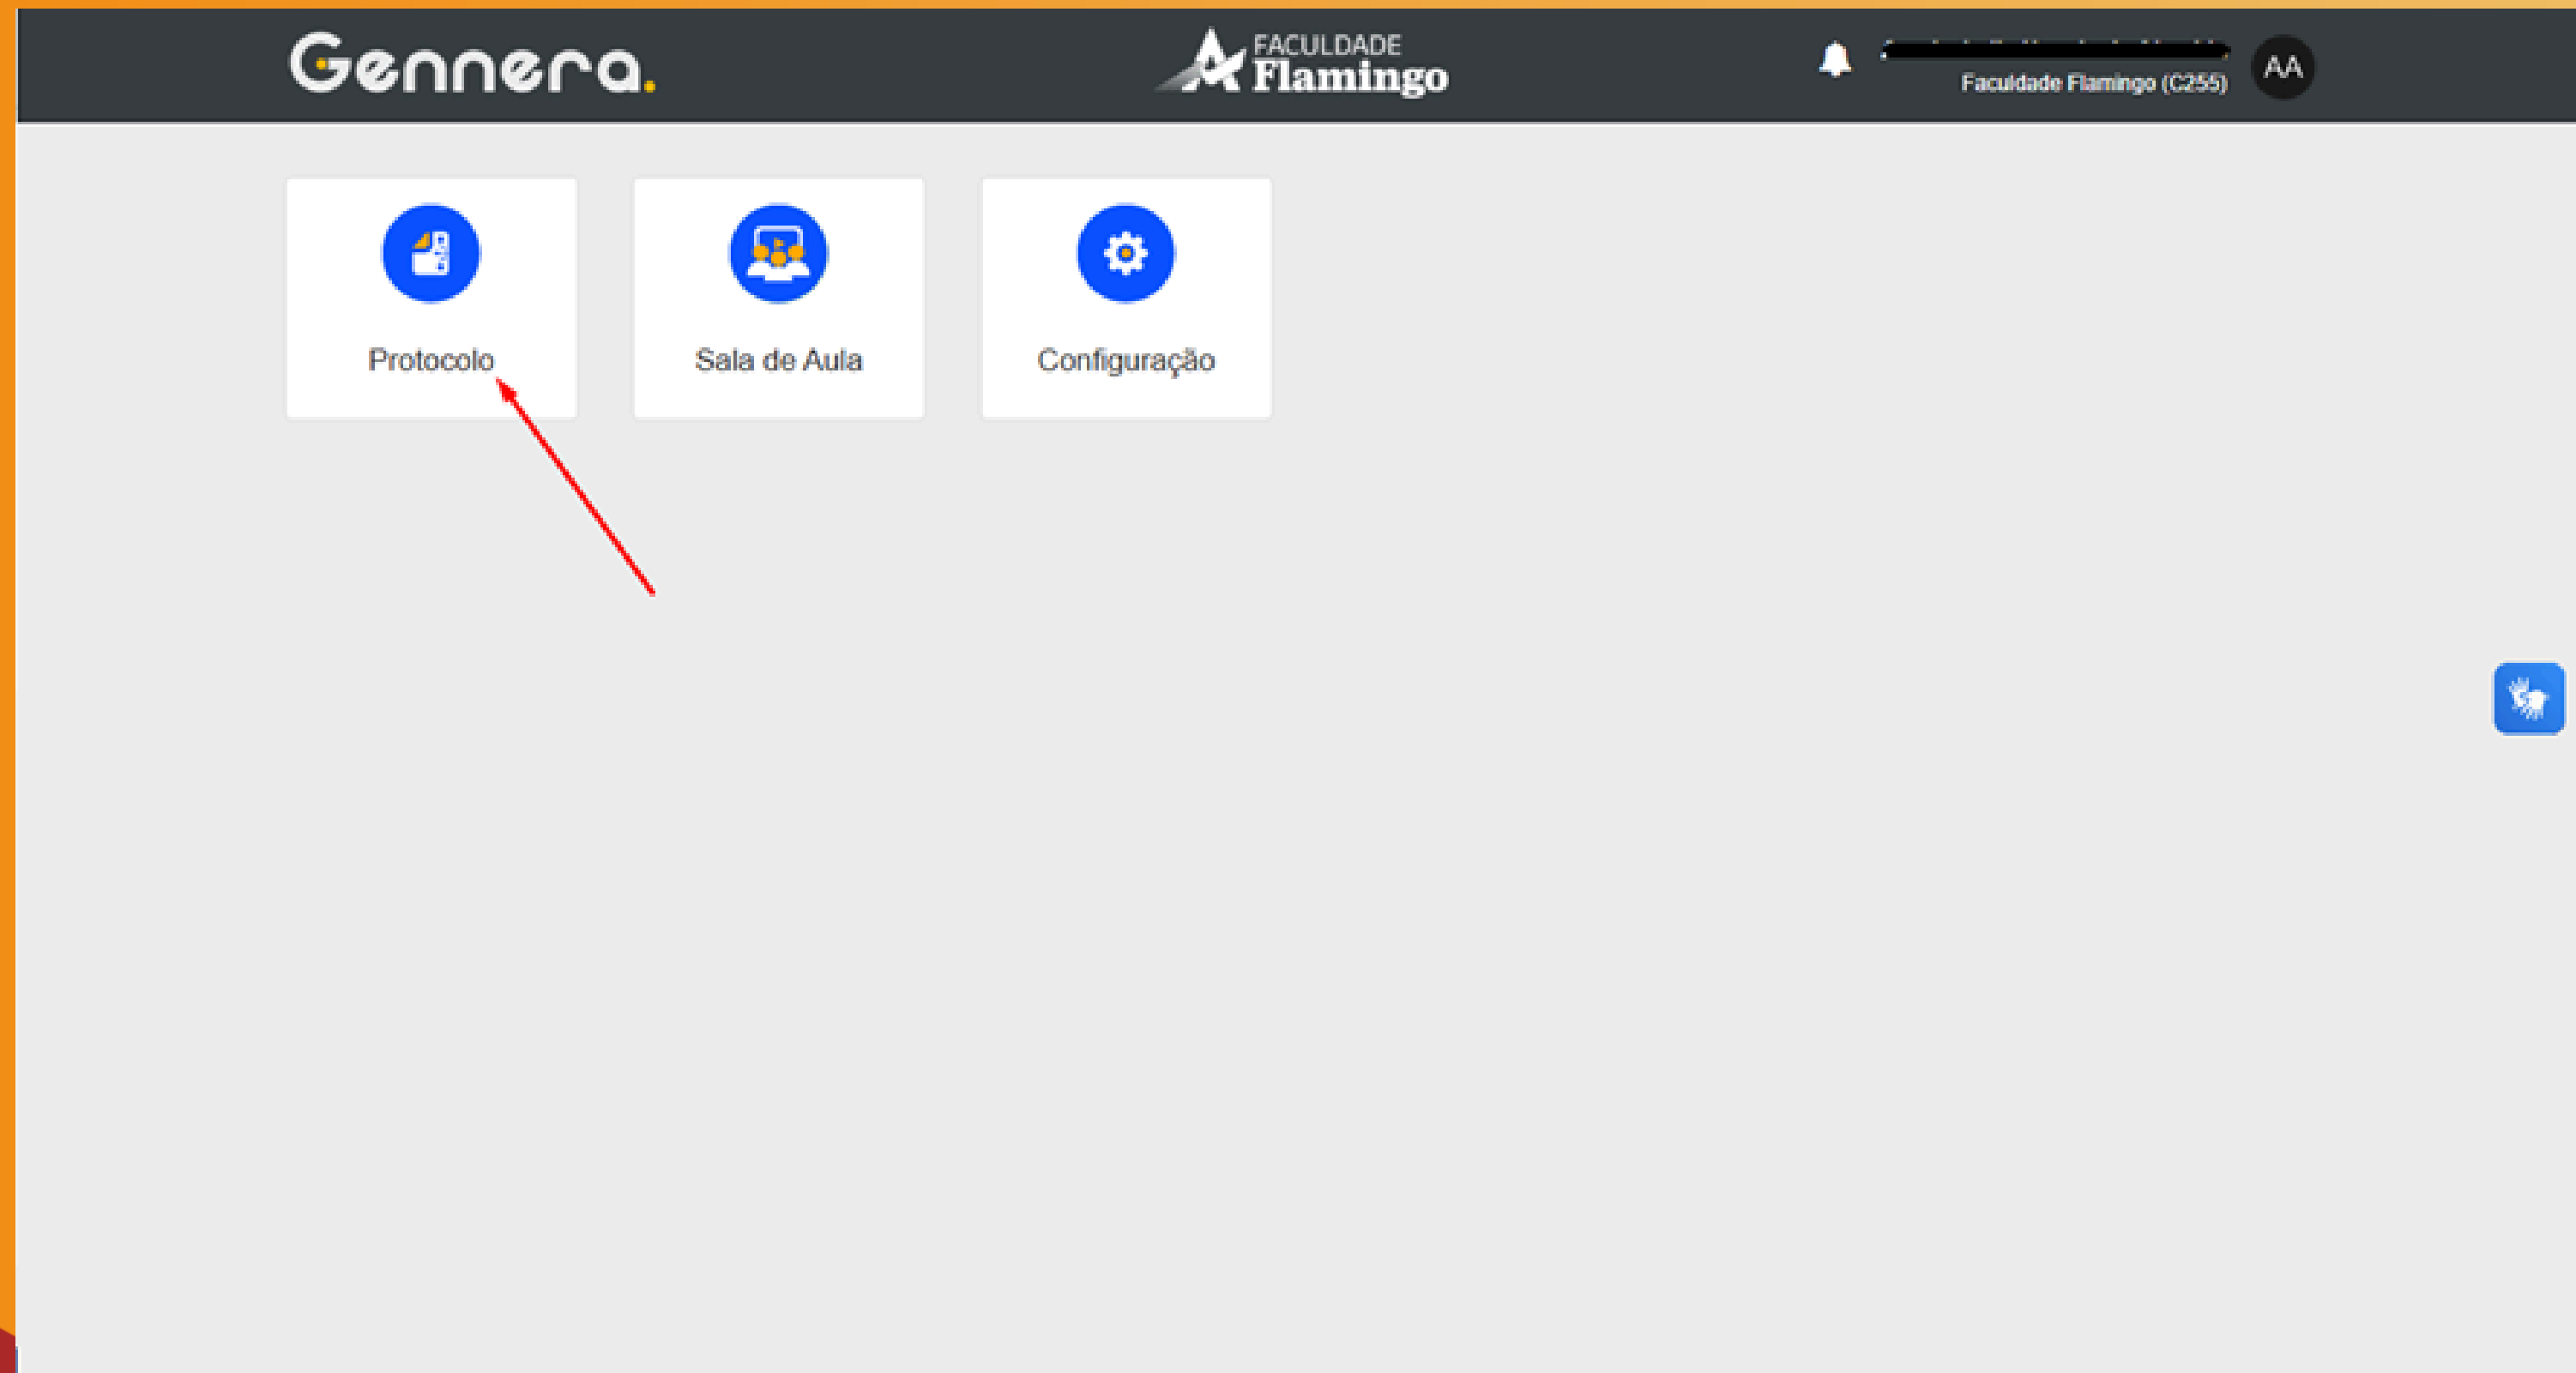 Gennera.
FACULDADE
Flamingo
Faculdade Flamingo (C255)
AA
Protocolo
Sala de Aula
Configuração